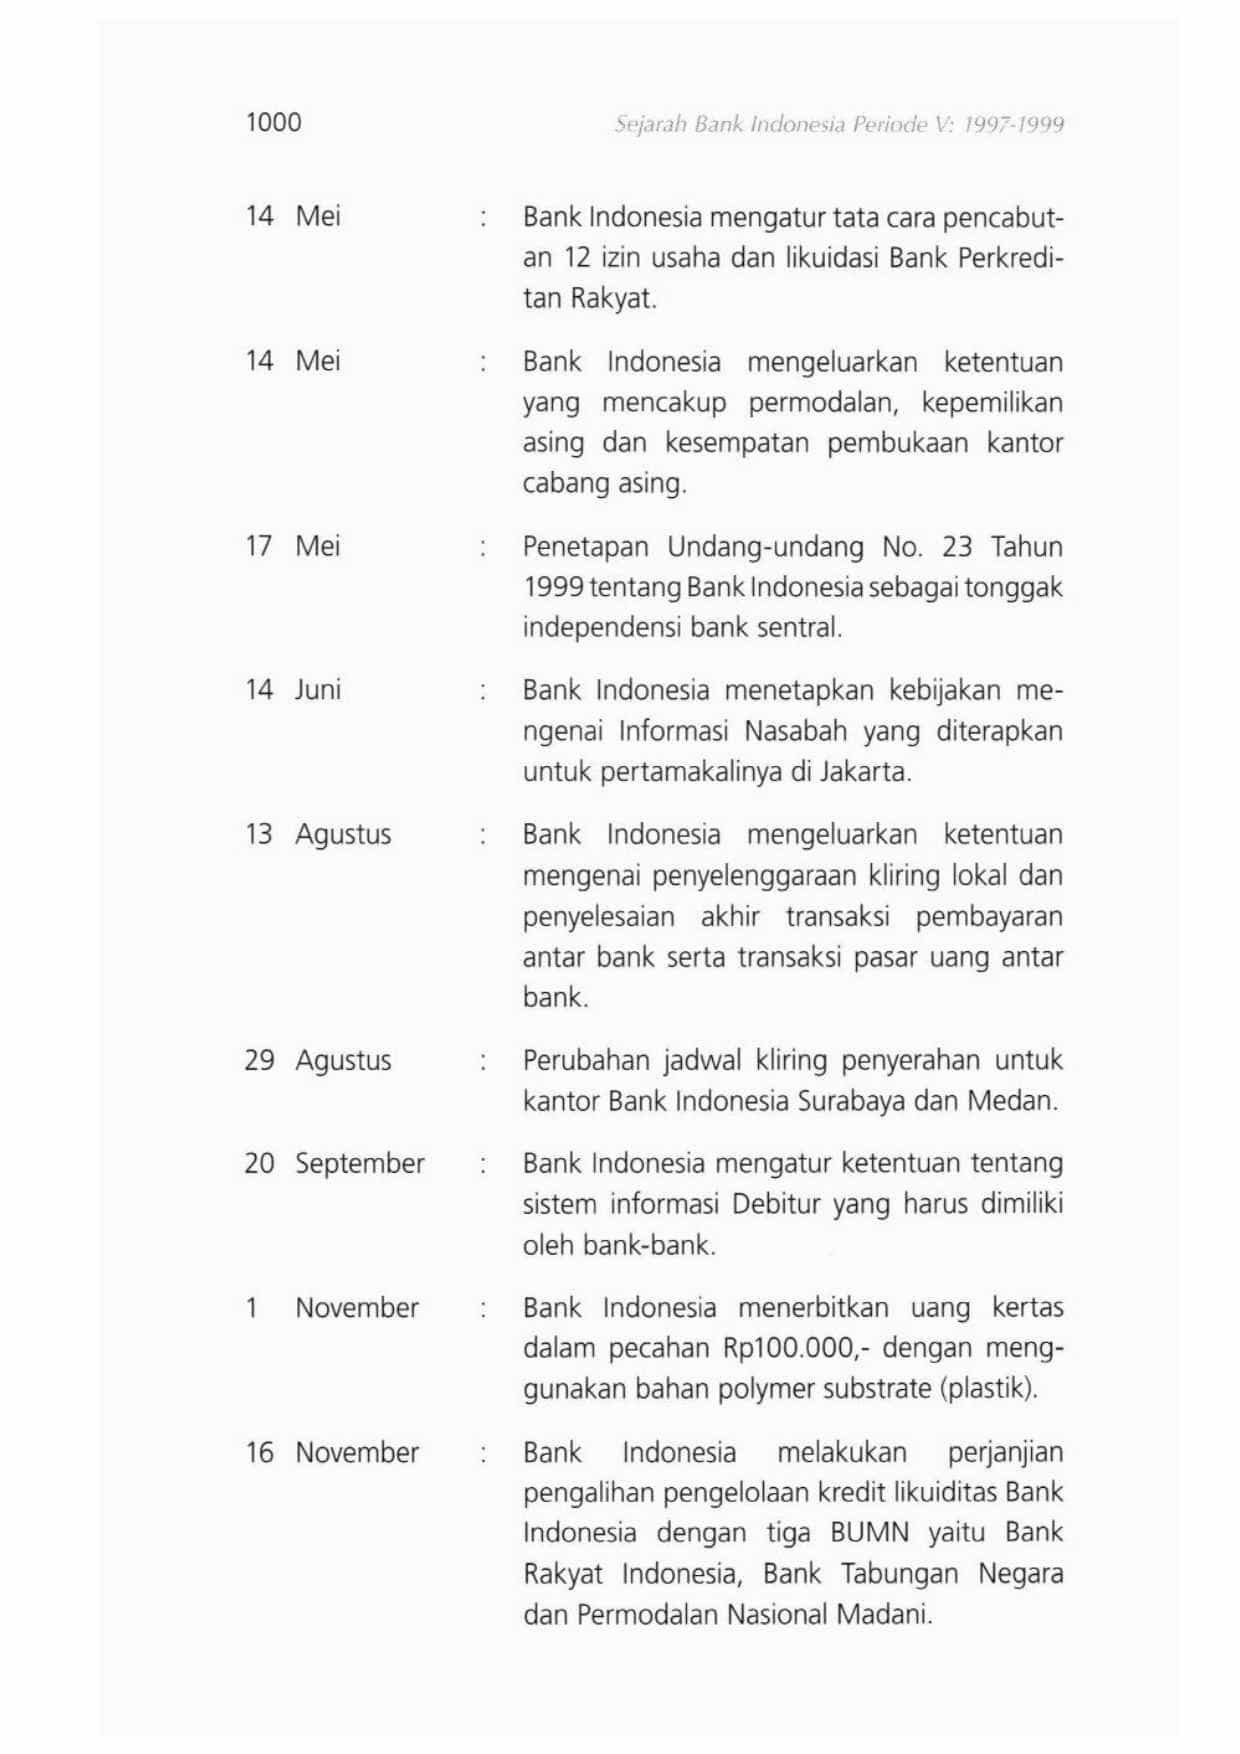 1000 Sejarah Bank Indonesia Periode V: 1997-1999
14 Mei : Bank Indonesia mengatur tata cara pencabut-
an 12 izin usaha dan likuidasi Bank Perkredi-
tan Rakyat.
14 Mei : Bank Indonesia mengeluarkan ketentuan
yang mencakup permodalan, kepemilikan
asing dan kesempatan pembukaan kantor
cabang asing.
17 Mei : Penetapan Undang-undang No. 23 Tahun
1999 tentang Bank Indonesia sebagai tonggak
independensi bank sentral.
14 Juni : Bank Indonesia menetapkan kebijakan me-
ngenai Informasi Nasabah yang diterapkan
untuk pertamakalinya di Jakarta.
13 Agustus : Bank Indonesia mengeluarkan ketentuan
mengenai penyelenggaraan kliring lokal dan
penyelesaian akhir transaksi pembayaran
antar bank serta transaksi pasar uang antar
bank.
29 Agustus : Perubahan jadwal kliring penyerahan untuk
kantor Bank Indonesia Surabaya dan Medan.
20 September : Bank Indonesia mengatur ketentuan tentang
sistem informasi Debitur yang harus dimiliki
oleh bank-bank.
1 November : Bank Indonesia menerbitkan uang kertas
dalam pecahan Rp100.000,- dengan meng-
gunakan bahan polymer substrate (plastik).
16 November : Bank Indonesia melakukan perjanjian
pengalihan pengelolaan kredit likuiditas Bank
Indonesia dengan tiga BUMN yaitu Bank
Rakyat Indonesia, Bank Tabungan Negara
dan Permodalan Nasional Madani.